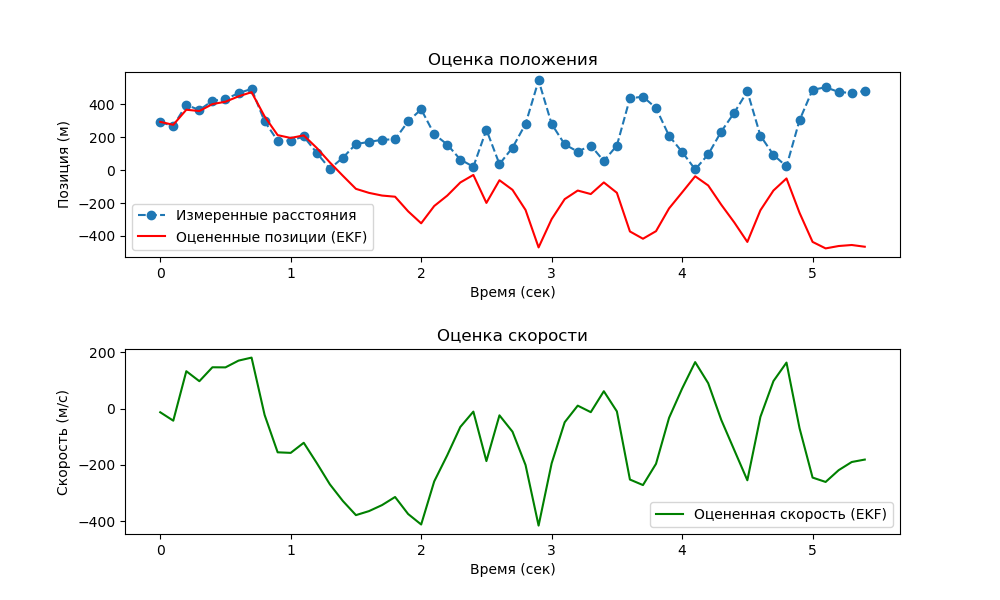 Оценка положения
Позиция (м)
400
200
0
−200
−400
Измеренные расстояния
Оцененные позиции (EKF)
0 1 2 3 4 5
Время (сек)
Оценка скорости
Скорость (м/с)
200
0
−200
−400
Оцененная скорость (EKF)
0 1 2 3 4 5
Время (сек)